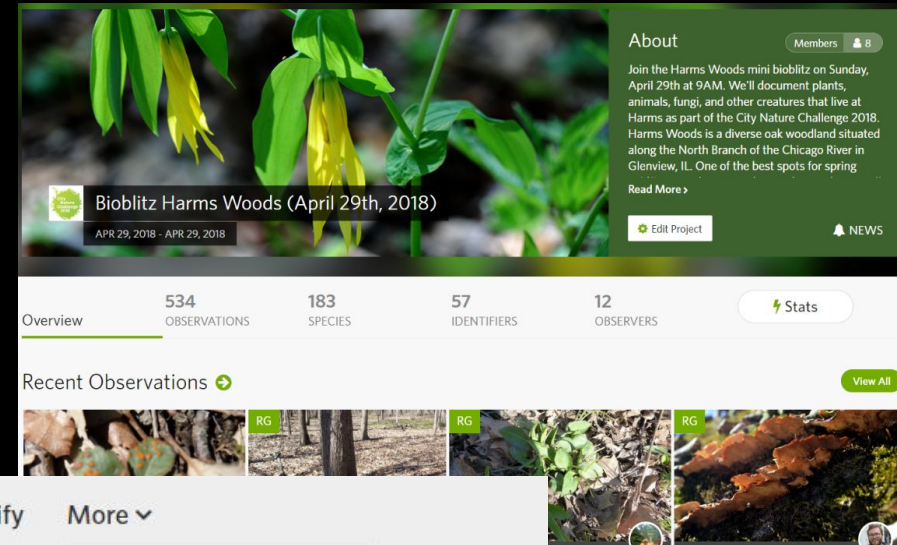 About
Members 8
Join the Harms Woods mini bioblitz on Sunday,
April 29th at 9AM. We'll document plants,
animals, fungi, and other creatures that live at
Harms as part of the City Nature Challenge 2018.
Harms Woods is a diverse oak woodland situated
along the North Branch of the Chicago River in
Glenview, IL. One of the best spots for spring
Read More >
Edit Project
NEWS
City Nature Challenge 2018
Bioblitz Harms Woods (April 29th, 2018)
APR 29, 2018 - APR 29, 2018
Overview
534
OBSERVATIONS
183
SPECIES
57
IDENTIFIERS
12
OBSERVERS
Stats
Recent Observations
View All
RG
RG
RG
ify
More